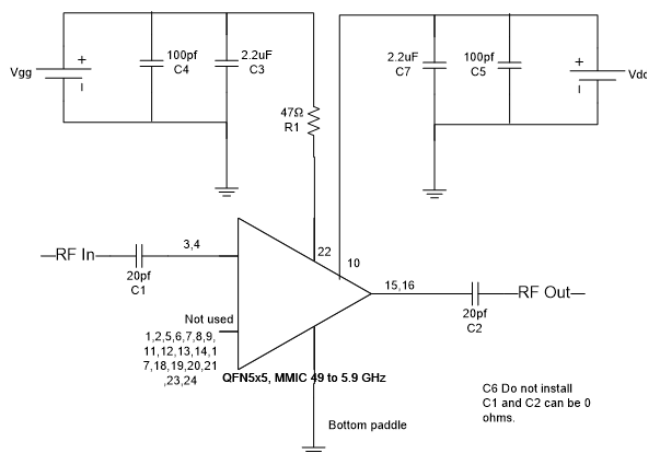 Vgg
+
100pf
C4
2.2uF
C3
47Ω
R1
2.2uF
C7
100pf
C5
+
Vdd
RF In
20pf
C1
3,4
22
10
15,16
20pf
C2
RF Out
Not used
1,2,5,6,7,8,9,
11,12,13,14,1
7,18,19,20,21
,23,24
QFN5x5, MMIC 49 to 5.9 GHz
Bottom paddle
C6 Do not install
C1 and C2 can be 0
ohms.